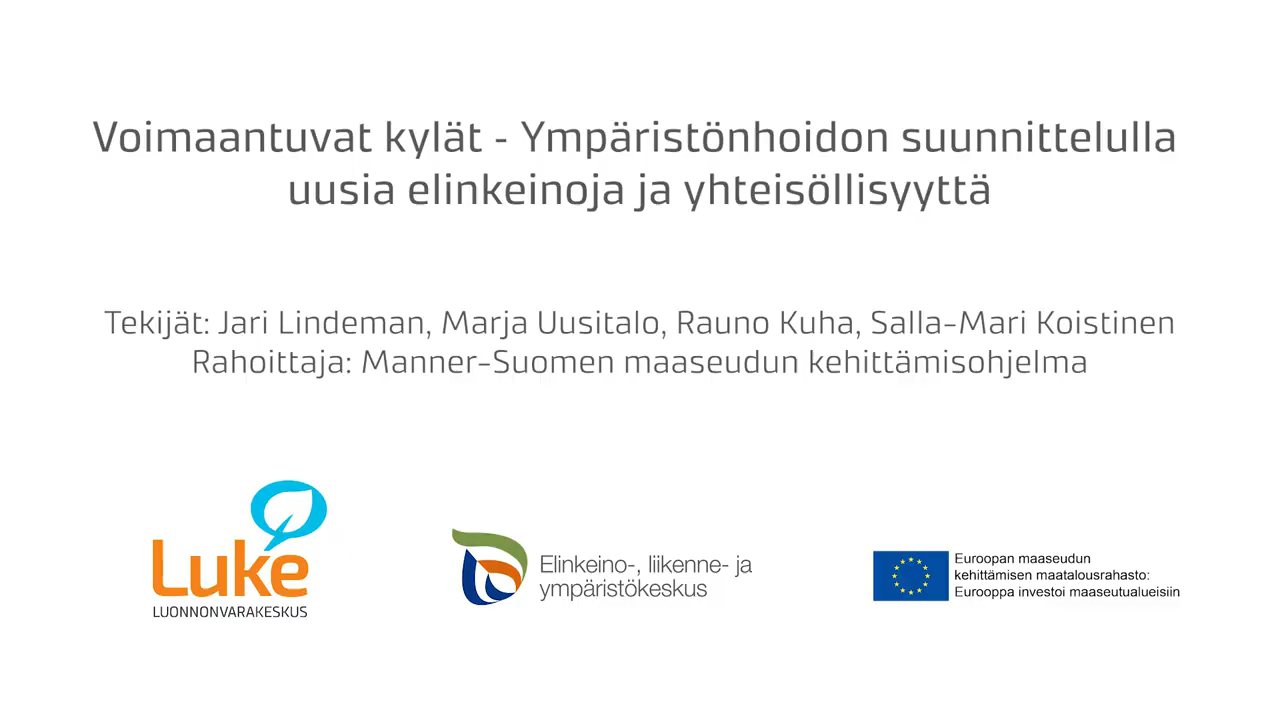 Voimaantuvat kylät - Ympäristönhoidon suunnittelulla
uusia elinkeinoja ja yhteisöllisyyttä
Tekijät: Jari Lindeman, Marja Uusitalo, Rauno Kuha, Salla-Mari Koistinen
Rahoittaja: Manner-Suomen maaseudun kehittämisohjelma
Luke
LUONNONVARAKESKUS
Elinkeino-, liikenne- ja
ympäristökeskus
Euroopan maaseudun
kehittämisen maatalousrahasto:
Eurooppa investoi maaseutualueisiin